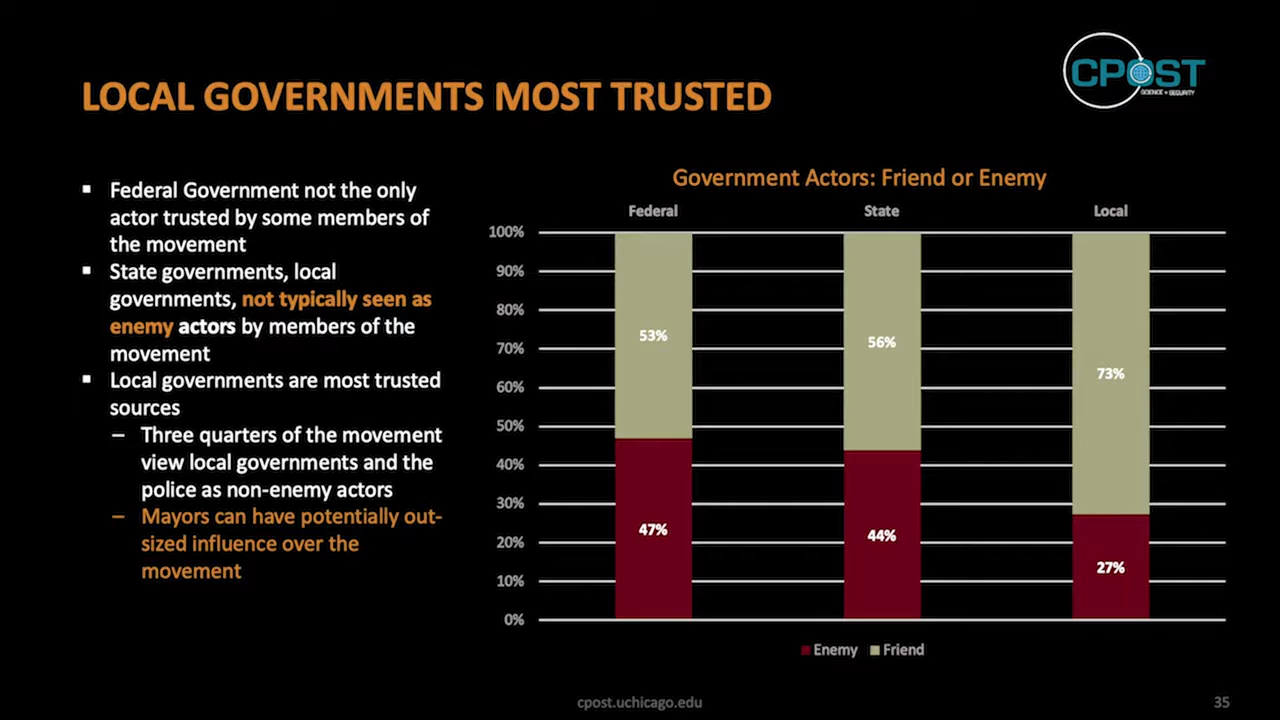 CPOST
SCIENCE + SECURITY
LOCAL GOVERNMENTS MOST TRUSTED
▪ Federal Government not the only
actor trusted by some members of
the movement
▪ State governments, local
governments, not typically seen as
enemy actors by members of the
movement
▪ Local governments are most trusted
sources
– Three quarters of the movement
view local governments and the
police as non-enemy actors
– Mayors can have potentially out-
sized influence over the
movement
Government Actors: Friend or Enemy
Federal State Local
100%
90%
80%
70%
60%
50%
40%
30%
20%
10%
0%
53% 56% 73%
47% 44% 27%
Enemy Friend
cpost.uchicago.edu
35